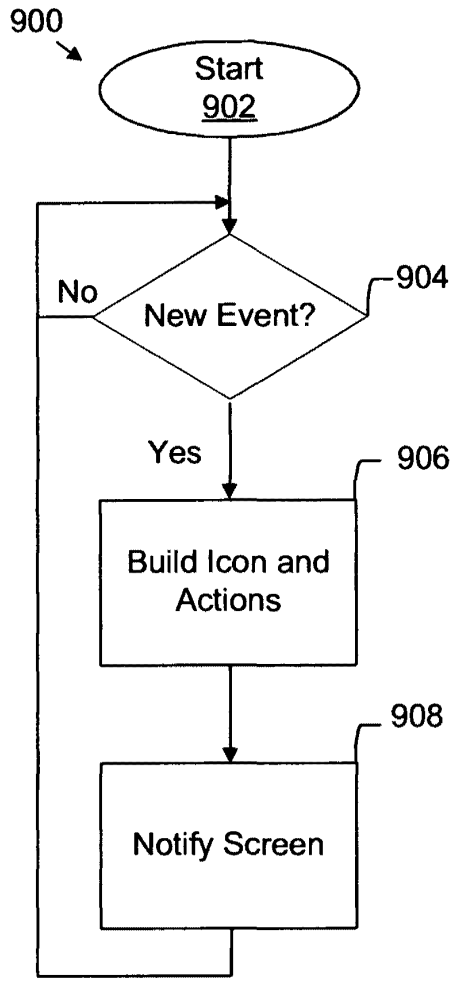 900
Start
902
No
New Event?
904
Yes
906
Build Icon and
Actions
908
Notify Screen